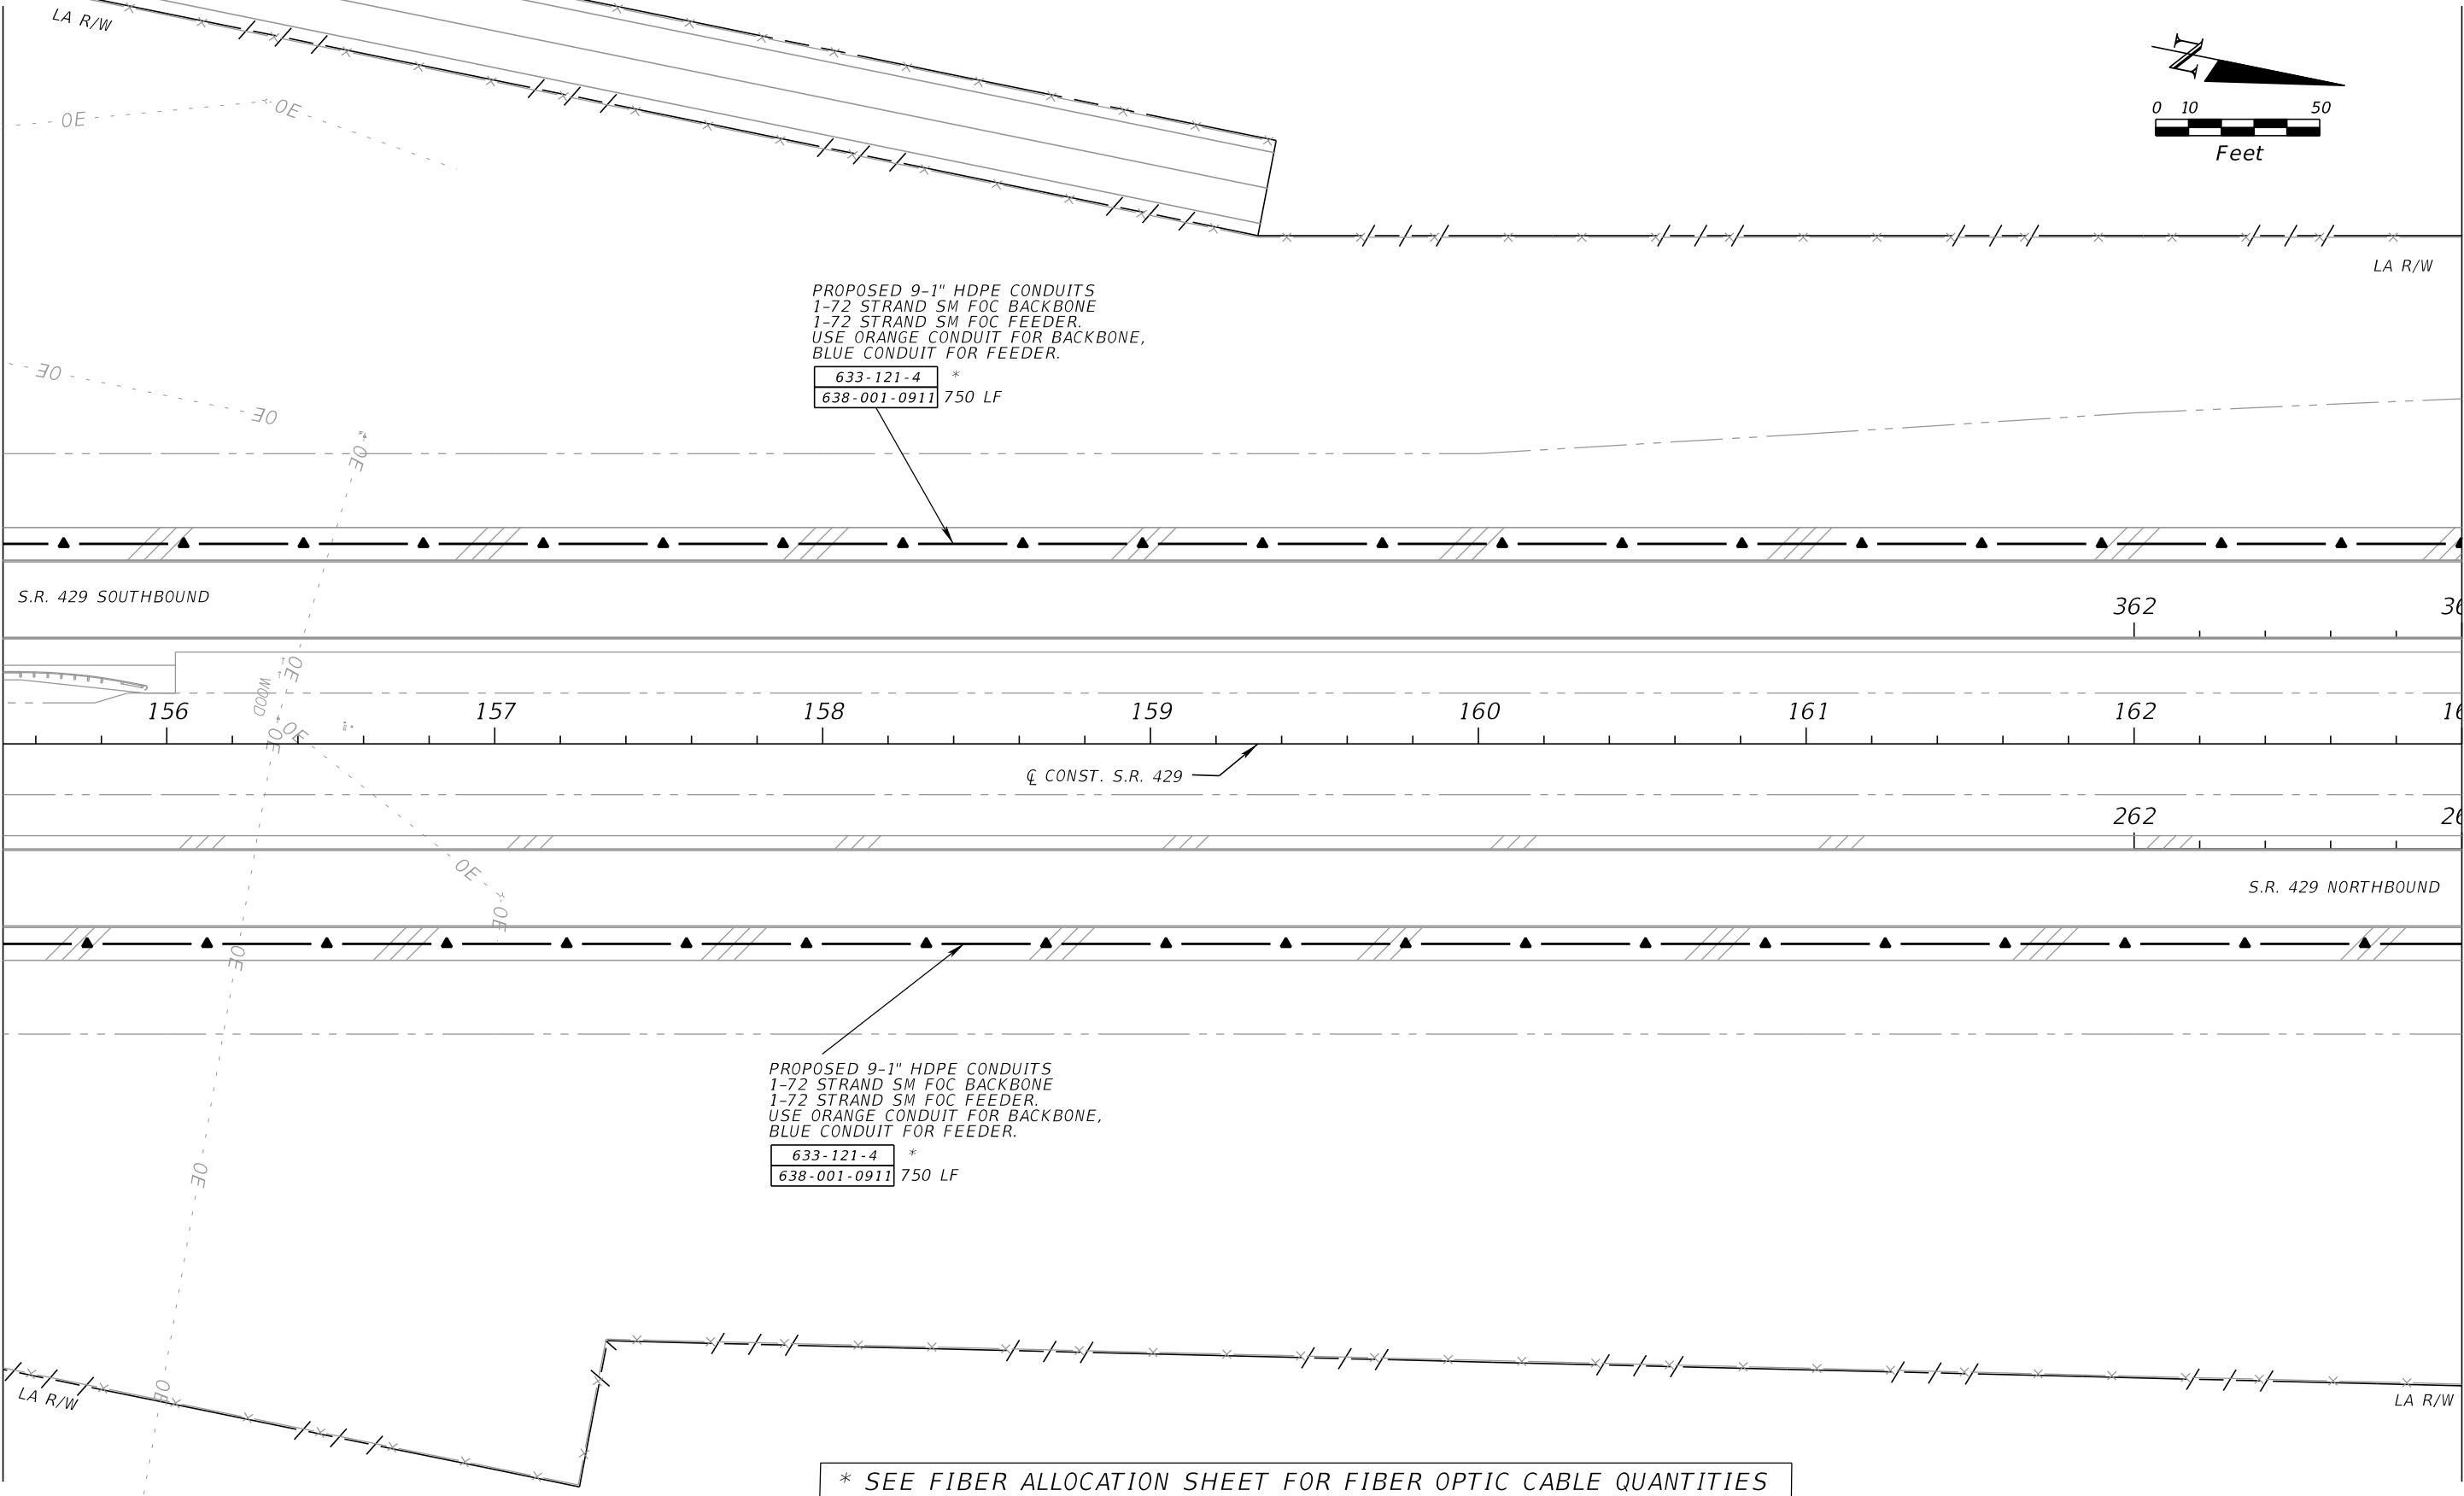 LA R/W
N
0 10 50
Feet
OE
OE
LA R/W
PROPOSED 9-1" HDPE CONDUITS
1-72 STRAND SM FOC BACKBONE
1-72 STRAND SM FOC FEEDER.
USE ORANGE CONDUIT FOR BACKBONE,
BLUE CONDUIT FOR FEEDER.
633-121-4 *
638-001-0911 750 LF
OE
OE
OE
S.R. 429 SOUTHBOUND
362
OE
WOOD
156 157 158 159 160 161 162
OE
OE
℄ CONST. S.R. 429
262
OE
S.R. 429 NORTHBOUND
OE
OE
PROPOSED 9-1" HDPE CONDUITS
1-72 STRAND SM FOC BACKBONE
1-72 STRAND SM FOC FEEDER.
USE ORANGE CONDUIT FOR BACKBONE,
BLUE CONDUIT FOR FEEDER.
633-121-4 *
638-001-0911 750 LF
OE
OE
LA R/W
LA R/W
* SEE FIBER ALLOCATION SHEET FOR FIBER OPTIC CABLE QUANTITIES